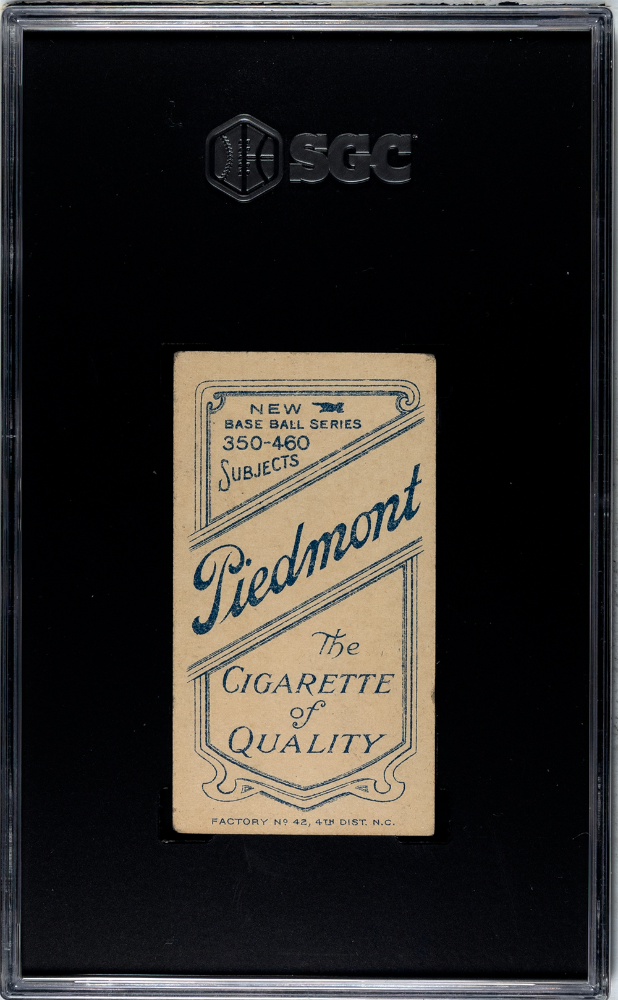 SGC
NEW
BASE BALL SERIES
350-460
SUBJECTS
Piedmont
The
CIGARETTE
of
QUALITY
FACTORY Nº 42, 4TH DIST. N.C.